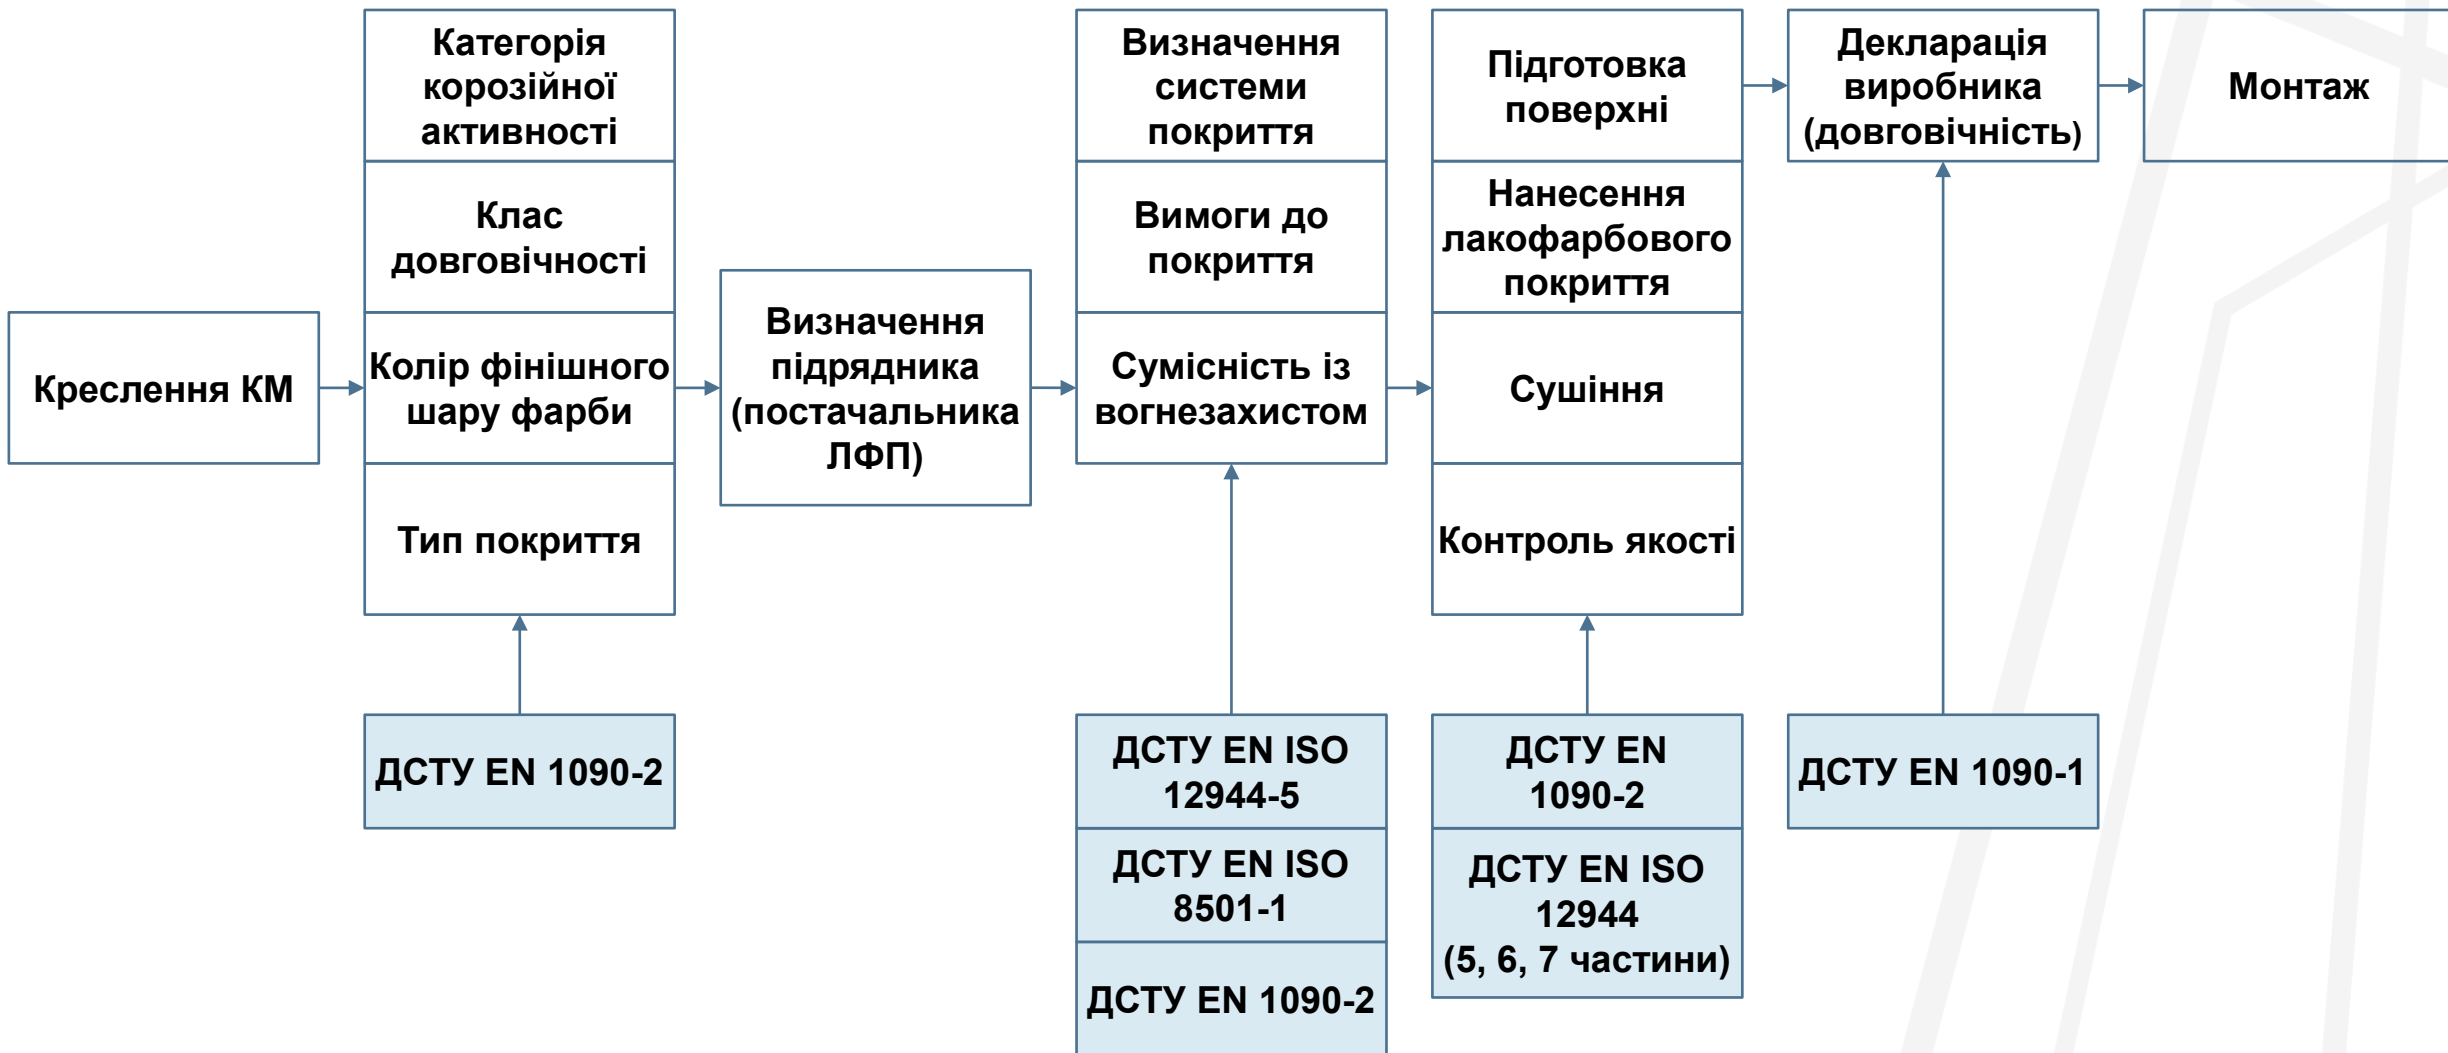 Креслення КМ
Категорія
корозійної
активності
Клас
довговічності
Колір фінішного
шару фарби
Тип покриття
ДСТУ EN 1090-2
Визначення
підрядника
(постачальника
ЛФП)
Визначення
системи
покриття
Вимоги до
покриття
Сумісність із
вогнезахистом
ДСТУ EN ISO
12944-5
ДСТУ EN ISO
8501-1
ДСТУ EN 1090-2
Підготовка
поверхні
Нанесення
лакофарбового
покриття
Сушіння
Контроль якості
ДСТУ EN
1090-2
ДСТУ EN ISO
12944
(5, 6, 7 частини)
Декларація
виробника
(довговічність)
ДСТУ EN 1090-1
Монтаж